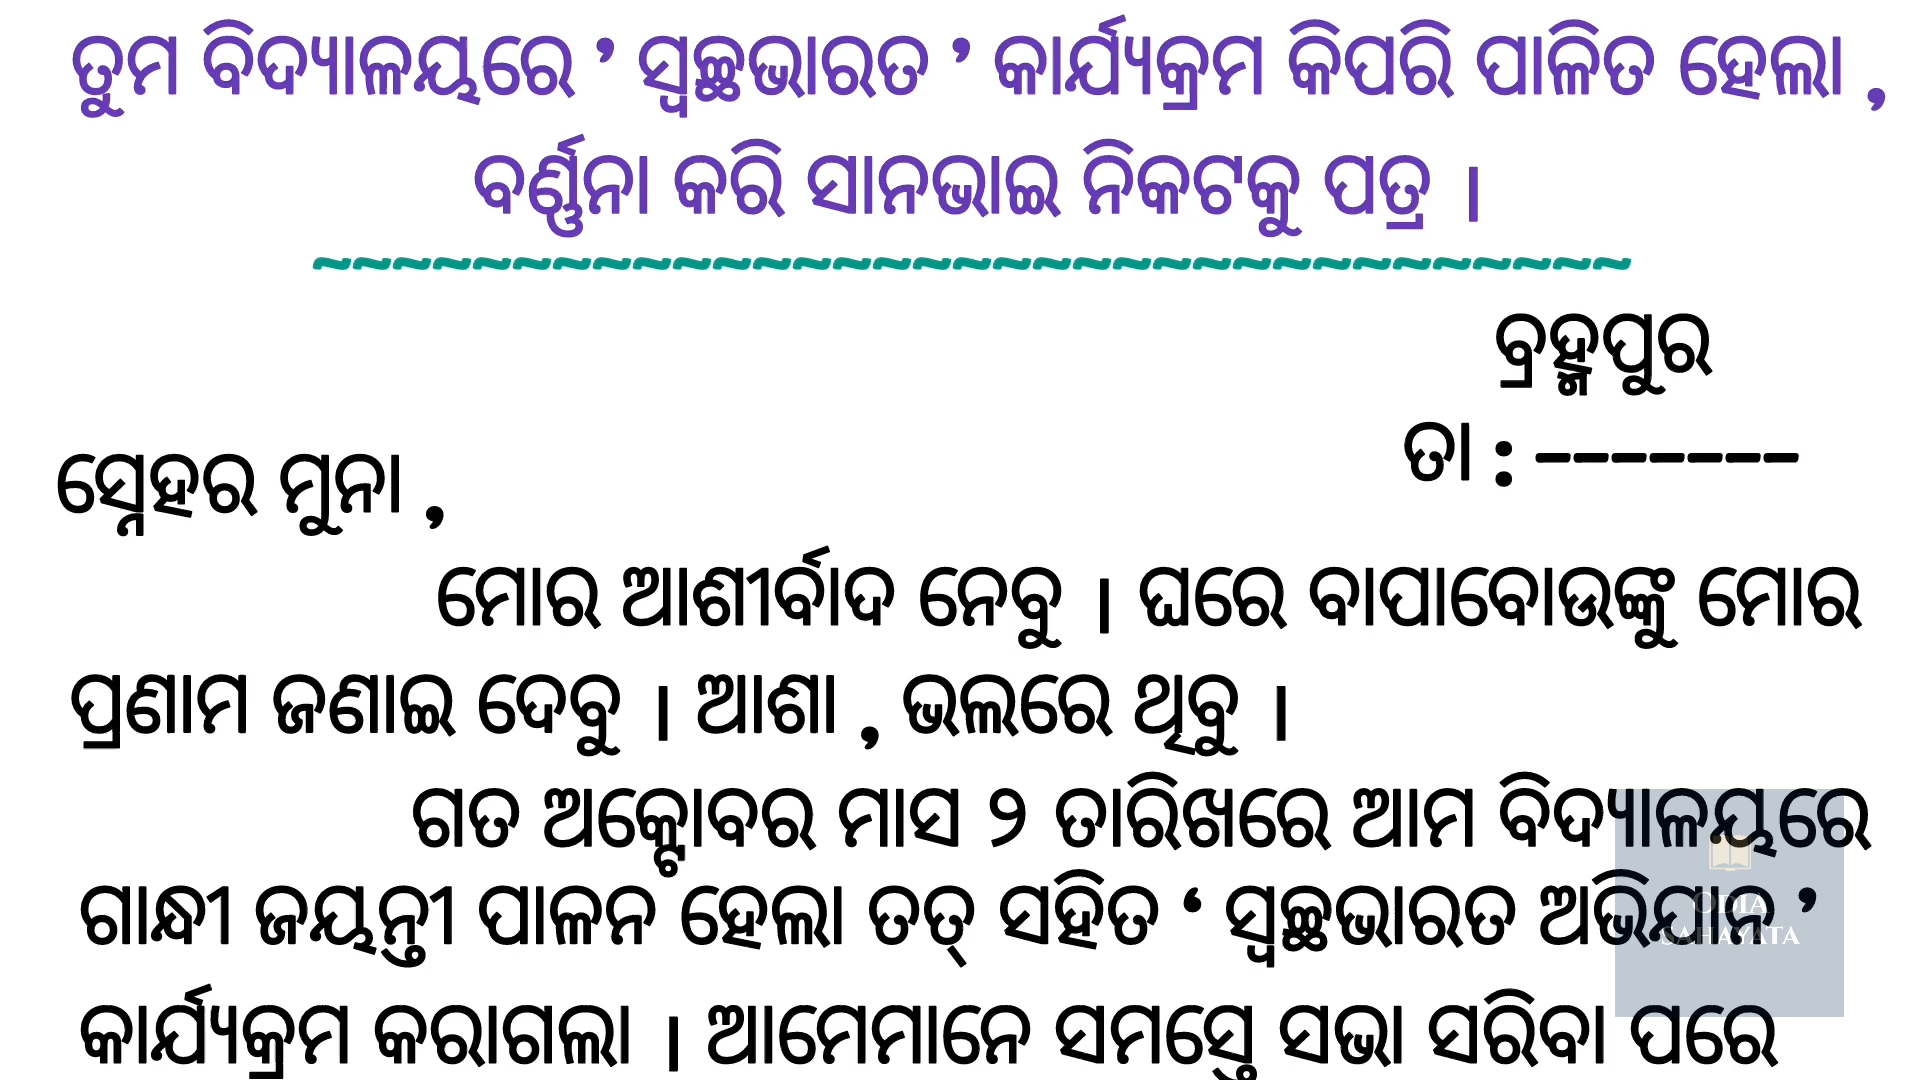 ତୁମ ବିଦ୍ୟାଳୟରେ ’ ସ୍ୱଚ୍ଛଭାରତ ’ କାର୍ଯ୍ୟକ୍ରମ କିପରି ପାଳିତ ହେଲା ,
ବର୍ଣ୍ଣନା କରି ସାନଭାଇ ନିକଟକୁ ପତ୍ର ।
~~~~~~~~~~~~~~~~~~~~~~~~~~~~~~~~~
ବ୍ରହ୍ମପୁର
ତା : -------
ସ୍ନେହର ମୁନା ,
ମୋର ଆଶୀର୍ବାଦ ନେବୁ । ଘରେ ବାପାବୋଉଙ୍କୁ ମୋର
ପ୍ରଣାମ ଜଣାଇ ଦେବୁ । ଆଶା , ଭଲରେ ଥିବୁ ।
ଗତ ଅକ୍ଟୋବର ମାସ ୨ ତାରିଖରେ ଆମ ବିଦ୍ୟାଳୟରେ
ଗାନ୍ଧୀ ଜୟନ୍ତୀ ପାଳନ ହେଲା ତତ୍ ସହିତ ‘ ସ୍ୱଚ୍ଛଭାରତ ଅଭିଯାନ ’
କାର୍ଯ୍ୟକ୍ରମ କରାଗଲା । ଆମେମାନେ ସମସ୍ତେ ସଭା ସରିବା ପରେ
ODIA
SAHAYATA